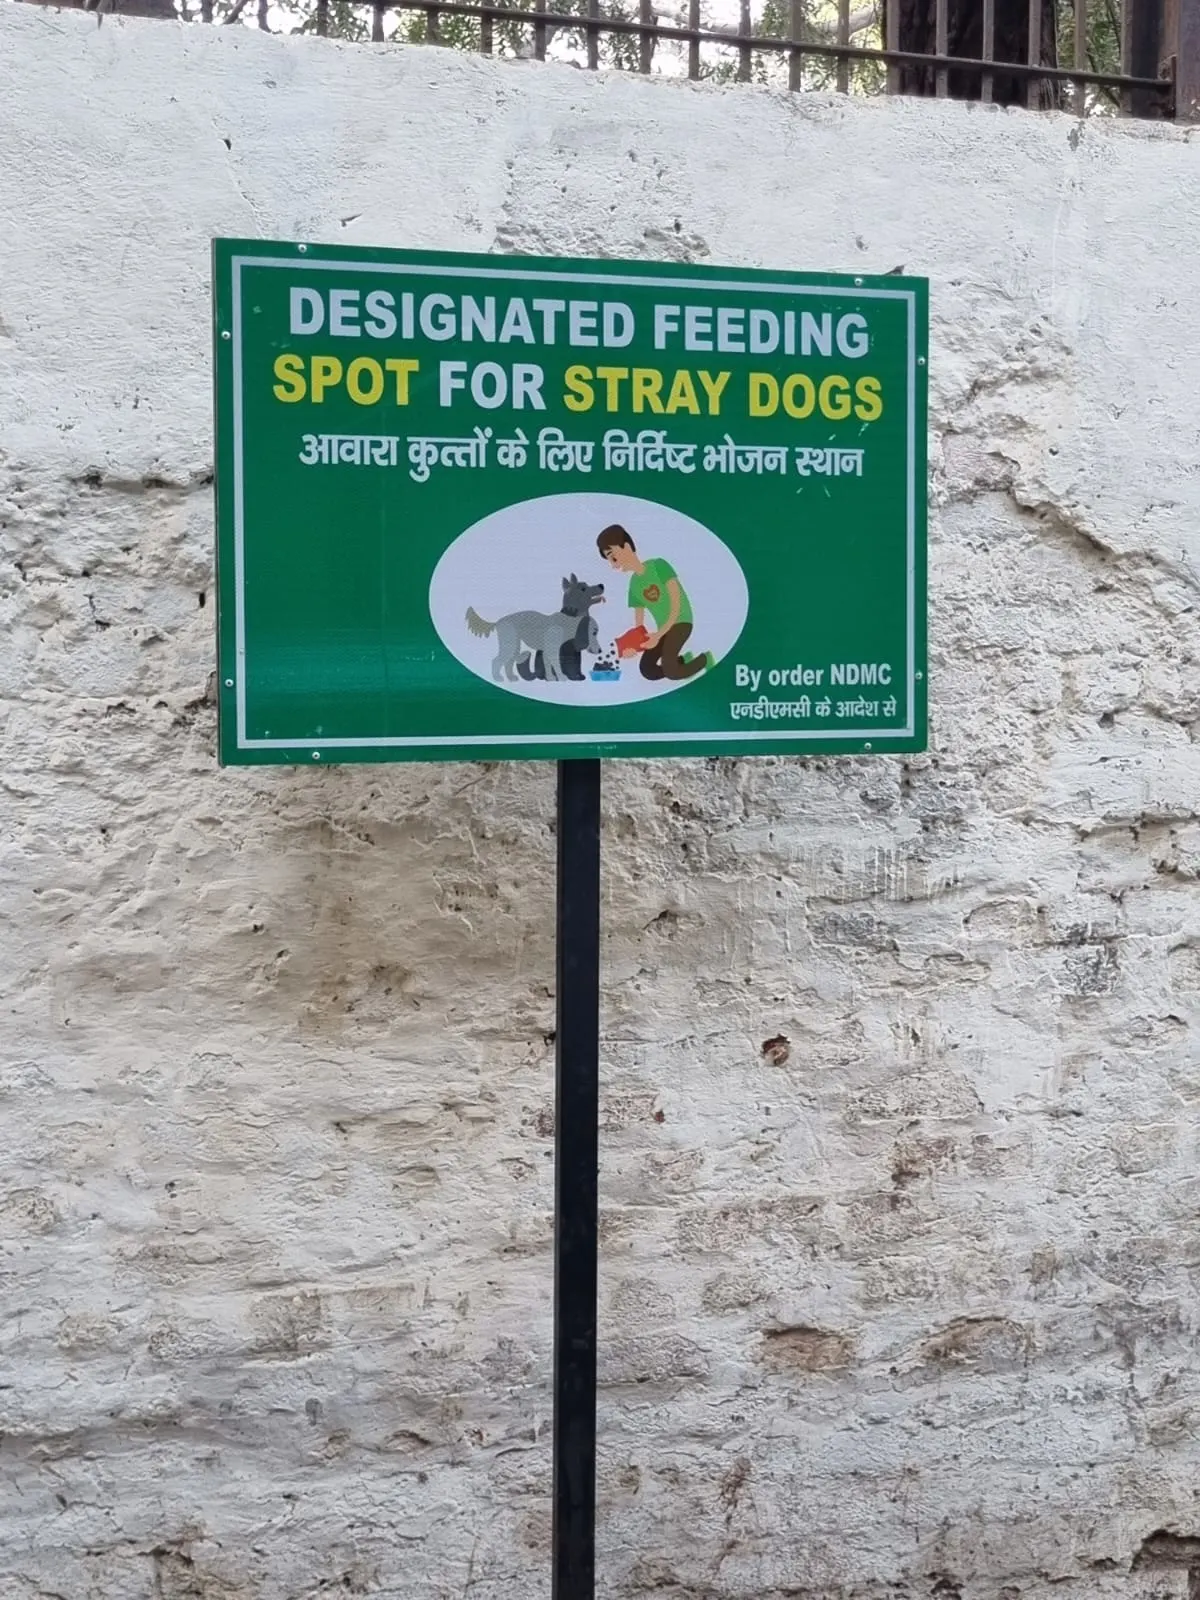 DESIGNATED FEEDING
SPOT FOR STRAY DOGS
आवारा कुत्तों के लिए निर्दिष्ट भोजन स्थान
By order NDMC
एनडीएमसी के आदेश से